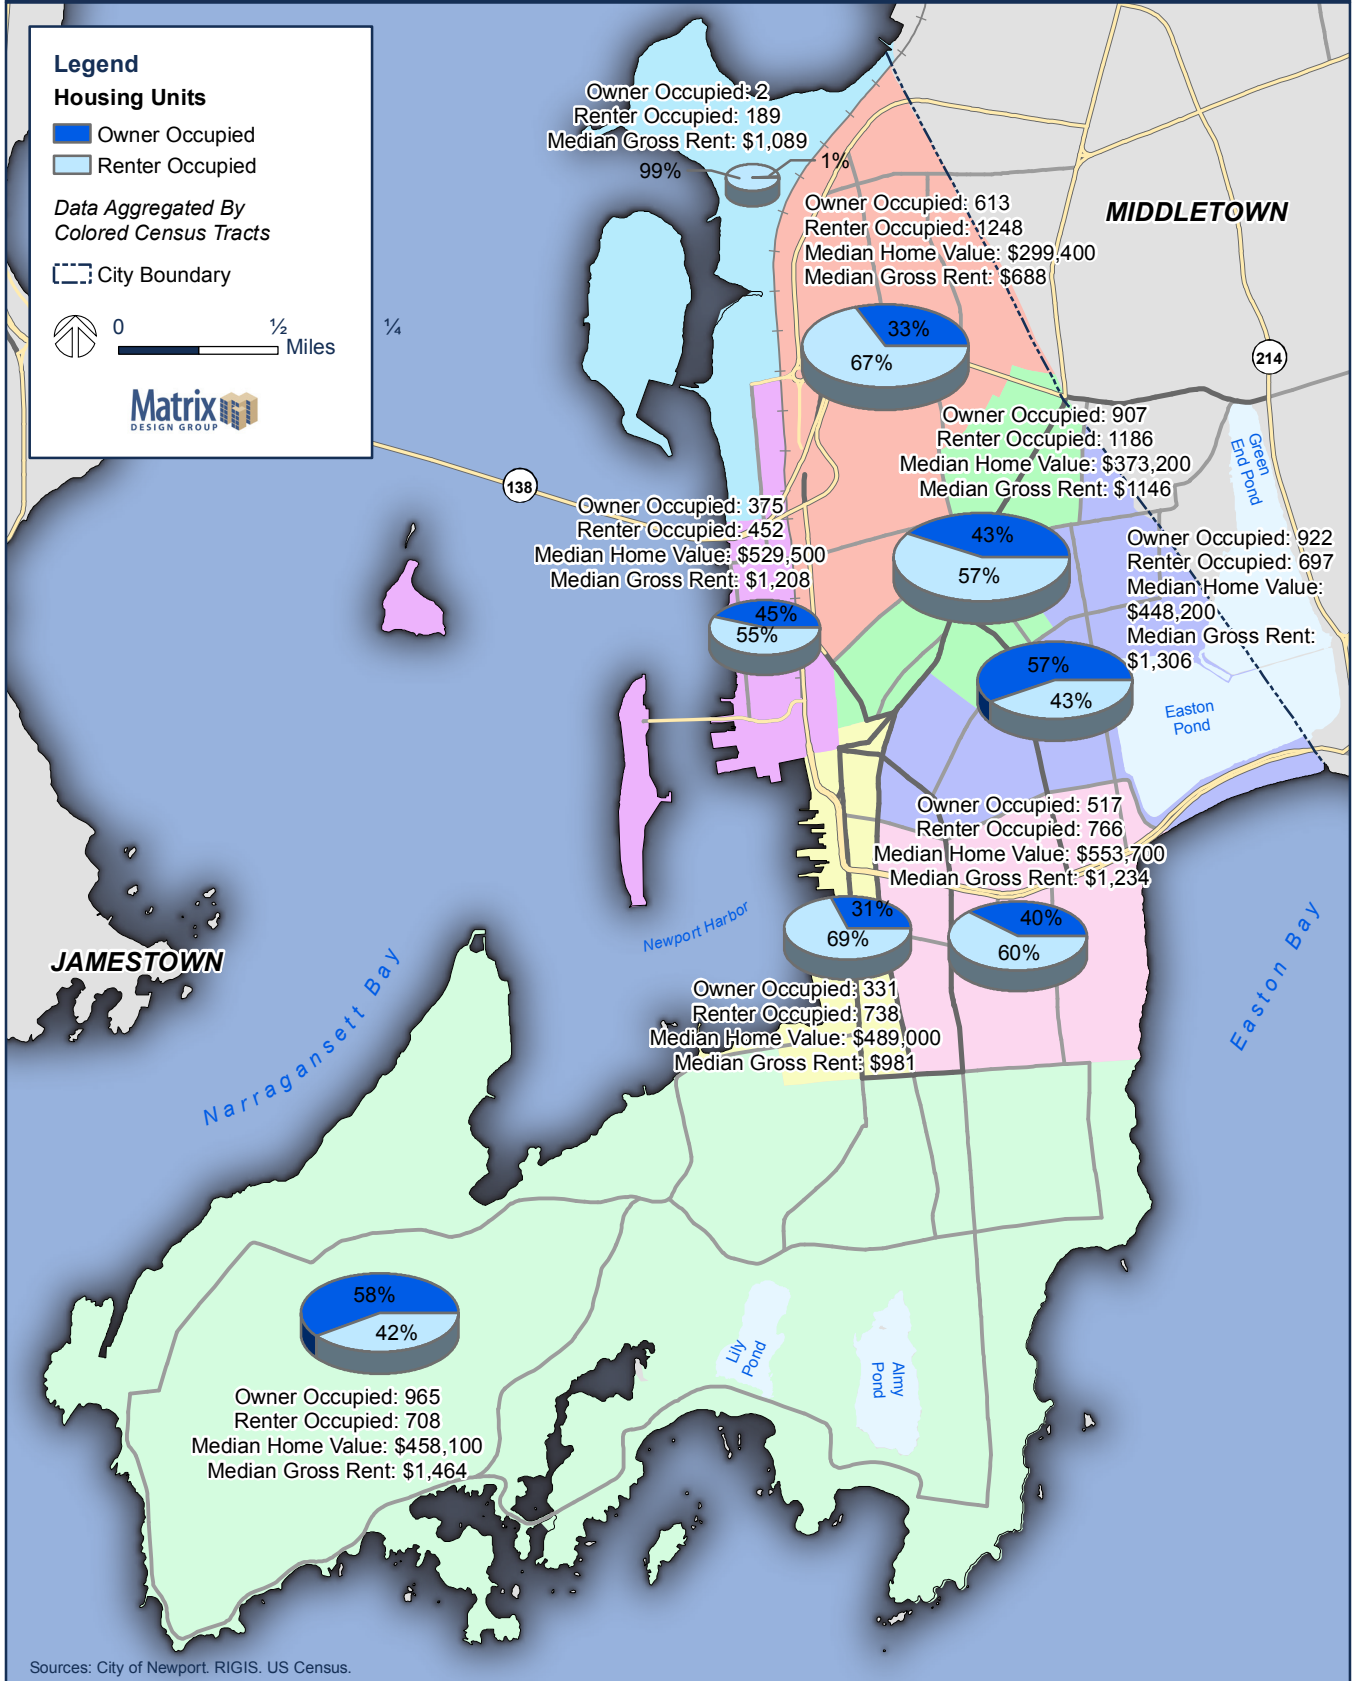 Legend
Housing Units
Owner Occupied
Renter Occupied
Data Aggregated By
Colored Census Tracts
City Boundary
0
½
¼
Miles
Matrix
DESIGN GROUP
Owner Occupied: 2
Renter Occupied: 189
Median Gross Rent: $1,089
99%
1%
MIDDLETOWN
Owner Occupied: 613
Renter Occupied: 1248
Median Home Value: $299,400
Median Gross Rent: $688
33%
67%
214
Owner Occupied: 907
Renter Occupied: 1186
Median Home Value: $373,200
Median Gross Rent: $1146
43%
57%
Green
End Pond
138
Owner Occupied: 375
Renter Occupied: 452
Median Home Value: $529,500
Median Gross Rent: $1,208
45%
55%
Owner Occupied: 922
Renter Occupied: 697
Median Home Value:
$448,200
Median Gross Rent:
$1,306
57%
43%
Easton
Pond
Owner Occupied: 517
Renter Occupied: 766
Median Home Value: $553,700
Median Gross Rent: $1,234
40%
60%
31%
69%
Owner Occupied: 331
Renter Occupied: 738
Median Home Value: $489,000
Median Gross Rent: $981
Newport Harbor
JAMESTOWN
Narragansett Bay
Easton Bay
58%
42%
Owner Occupied: 965
Renter Occupied: 708
Median Home Value: $458,100
Median Gross Rent: $1,464
Lily
Pond
Almy
Pond
Sources: City of Newport. RIGIS. US Census.